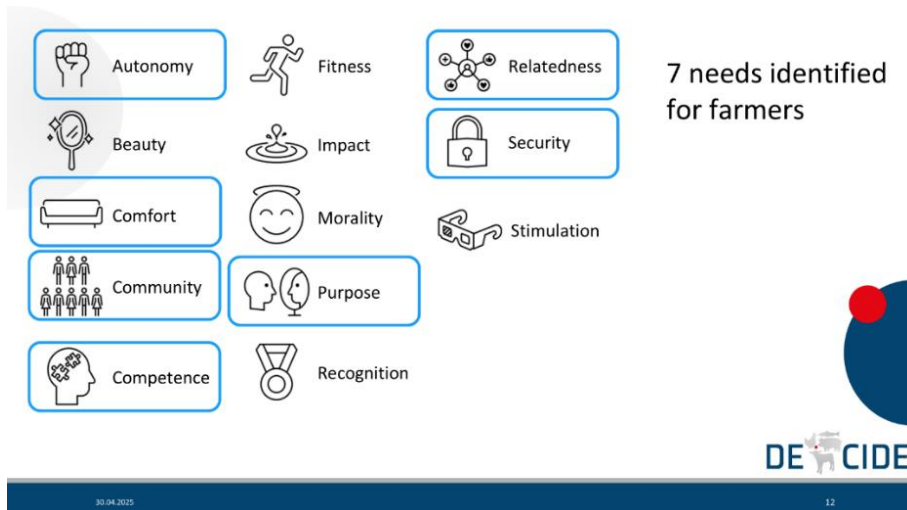 Autonomy
Beauty
Comfort
Community
Competence
Fitness
Impact
Morality
Purpose
Recognition
Relatedness
Security
Stimulation
7 needs identified
for farmers
DECIDE
30.04.2025
12